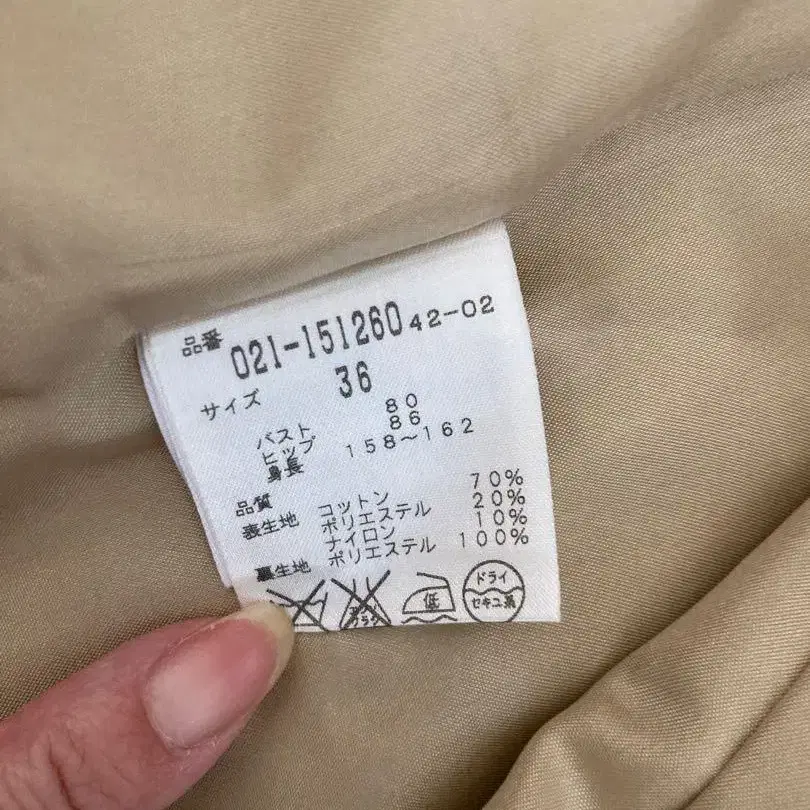 品番 021-151260 42-02
サイズ 36
バスト 80
ヒップ 86
身長 158～162
品質
表生地 コットン 70%
ポリエステル 20%
ナイロン 10%
裏生地 ポリエステル 100%
低 ドライ
セキユ系